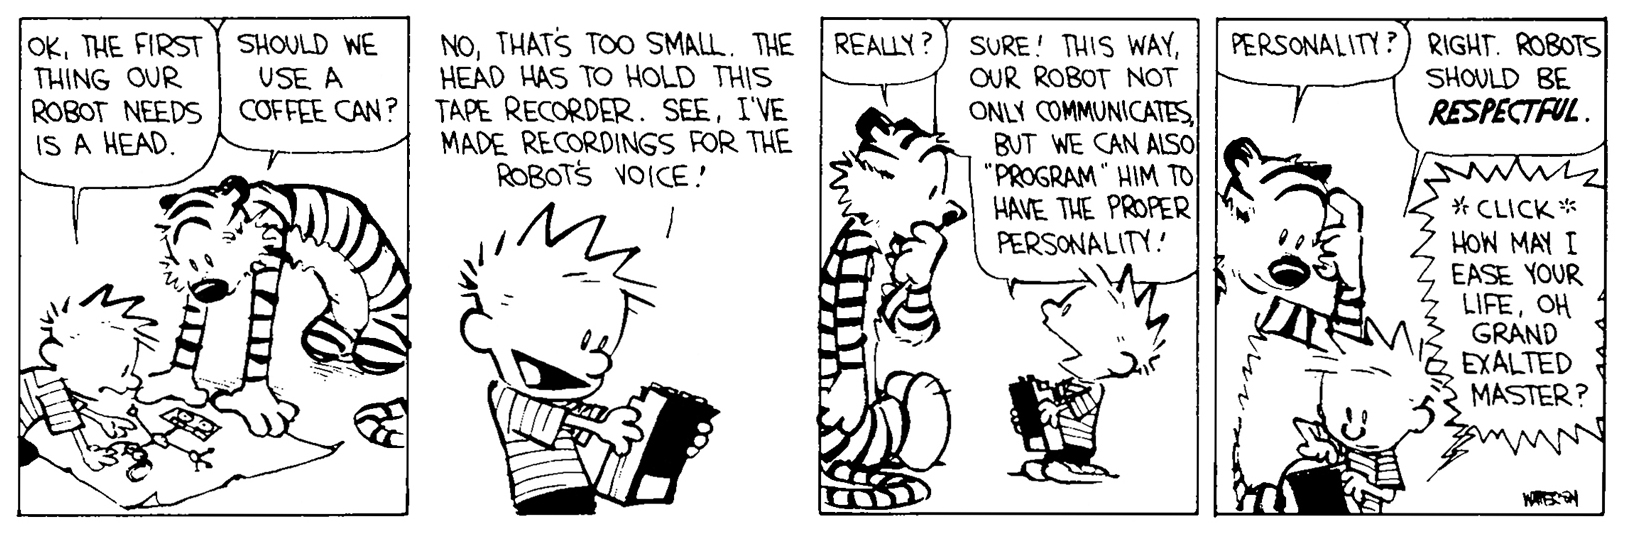 OK, THE FIRST
THING OUR
ROBOT NEEDS
IS A HEAD.
SHOULD WE
USE A
COFFEE CAN?
NO, THAT'S TOO SMALL. THE
HEAD HAS TO HOLD THIS
TAPE RECORDER. SEE, I'VE
MADE RECORDINGS FOR THE
ROBOT'S VOICE!
REALLY?
SURE! THIS WAY,
OUR ROBOT NOT
ONLY COMMUNICATES,
BUT WE CAN ALSO
"PROGRAM" HIM TO
HAVE THE PROPER
PERSONALITY!
PERSONALITY?
RIGHT. ROBOTS
SHOULD BE
RESPECTFUL.
*CLICK*
HOW MAY I
EASE YOUR
LIFE, OH
GRAND
EXALTED
MASTER?
WATTERSON